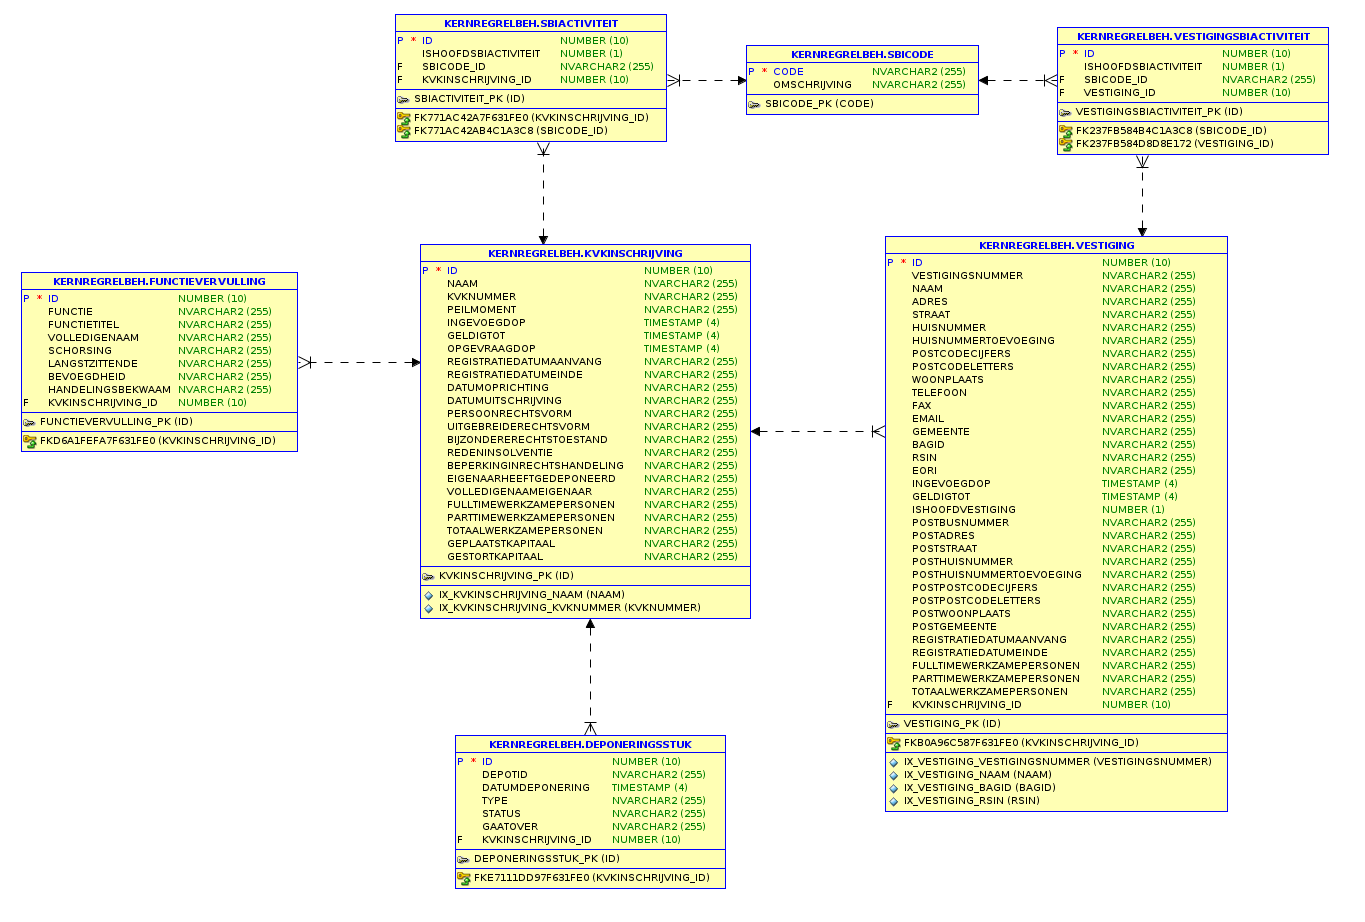 KERNREGRELBEH.SBIACTIVITEIT
P * ID NUMBER (10)
ISHOOFDSBIACTIVITEIT NUMBER (1)
F SBICODE_ID NVARCHAR2 (255)
F KVKINSCHRIJVING_ID NUMBER (10)
SBIACTIVITEIT_PK (ID)
FK771AC42A7F631FE0 (KVKINSCHRIJVING_ID)
FK771AC42AB4C1A3C8 (SBICODE_ID)
KERNREGRELBEH.SBICODE
P * CODE NVARCHAR2 (255)
OMSCHRIJVING NVARCHAR2 (255)
SBICODE_PK (CODE)
KERNREGRELBEH.VESTIGINGSBIACTIVITEIT
P * ID NUMBER (10)
ISHOOFDSBIACTIVITEIT NUMBER (1)
F SBICODE_ID NVARCHAR2 (255)
F VESTIGING_ID NUMBER (10)
VESTIGINGSBIACTIVITEIT_PK (ID)
FK237FB584B4C1A3C8 (SBICODE_ID)
FK237FB584D8D8E172 (VESTIGING_ID)
KERNREGRELBEH.FUNCTIEVERVULLING
P * ID NUMBER (10)
FUNCTIE NVARCHAR2 (255)
FUNCTIETITEL NVARCHAR2 (255)
VOLLEDIGENAAM NVARCHAR2 (255)
SCHORSING NVARCHAR2 (255)
LANGSTZITTENDE NVARCHAR2 (255)
BEVOEGDHEID NVARCHAR2 (255)
HANDELINGSBEKWAAM NVARCHAR2 (255)
F KVKINSCHRIJVING_ID NUMBER (10)
FUNCTIEVERVULLING_PK (ID)
FKD6A1FEFA7F631FE0 (KVKINSCHRIJVING_ID)
KERNREGRELBEH.KVKINSCHRIJVING
P * ID NUMBER (10)
NAAM NVARCHAR2 (255)
KVKNUMMER NVARCHAR2 (255)
PEILMOMENT NVARCHAR2 (255)
INGEVOEGDOP TIMESTAMP (4)
GELDIGTOT TIMESTAMP (4)
OPGEVRAAGDOP TIMESTAMP (4)
REGISTRATIEDATUMAANVANG NVARCHAR2 (255)
REGISTRATIEDATUMEINDE NVARCHAR2 (255)
DATUMOPRICHTING NVARCHAR2 (255)
DATUMUITSCHRIJVING NVARCHAR2 (255)
PERSOONRECHTSVORM NVARCHAR2 (255)
UITGEBREIDERECHTSVORM NVARCHAR2 (255)
BIJZONDERERECHTSTOESTAND NVARCHAR2 (255)
REDENINSOLVENTIE NVARCHAR2 (255)
BEPERKINGINRECHTSHANDELING NVARCHAR2 (255)
EIGENAARHEEFTGEDEPONEERD NVARCHAR2 (255)
VOLLEDIGENAAMEIGENAAR NVARCHAR2 (255)
FULLTIMEWERKZAMEPERSONEN NVARCHAR2 (255)
PARTTIMEWERKZAMEPERSONEN NVARCHAR2 (255)
TOTAALWERKZAMEPERSONEN NVARCHAR2 (255)
GEPLAATSTKAPITAAL NVARCHAR2 (255)
GESTORTKAPITAAL NVARCHAR2 (255)
KVKINSCHRIJVING_PK (ID)
IX_KVKINSCHRIJVING_NAAM (NAAM)
IX_KVKINSCHRIJVING_KVKNUMMER (KVKNUMMER)
KERNREGRELBEH.VESTIGING
P * ID NUMBER (10)
VESTIGINGSNUMMER NVARCHAR2 (255)
NAAM NVARCHAR2 (255)
ADRES NVARCHAR2 (255)
STRAAT NVARCHAR2 (255)
HUISNUMMER NVARCHAR2 (255)
HUISNUMMERTOEVOEGING NVARCHAR2 (255)
POSTCODECIJFERS NVARCHAR2 (255)
POSTCODELETTERS NVARCHAR2 (255)
WOONPLAATS NVARCHAR2 (255)
TELEFOON NVARCHAR2 (255)
FAX NVARCHAR2 (255)
EMAIL NVARCHAR2 (255)
GEMEENTE NVARCHAR2 (255)
BAGID NVARCHAR2 (255)
RSIN NVARCHAR2 (255)
EORI NVARCHAR2 (255)
INGEVOEGDOP TIMESTAMP (4)
GELDIGTOT TIMESTAMP (4)
ISHOOFDVESTIGING NUMBER (1)
POSTBUSNUMMER NVARCHAR2 (255)
POSTADRES NVARCHAR2 (255)
POSTSTRAAT NVARCHAR2 (255)
POSTHUISNUMMER NVARCHAR2 (255)
POSTHUISNUMMERTOEVOEGING NVARCHAR2 (255)
POSTPOSTCODECIJFERS NVARCHAR2 (255)
POSTPOSTCODELETTERS NVARCHAR2 (255)
POSTWOONPLAATS NVARCHAR2 (255)
POSTGEMEENTE NVARCHAR2 (255)
REGISTRATIEDATUMAANVANG NVARCHAR2 (255)
REGISTRATIEDATUMEINDE NVARCHAR2 (255)
FULLTIMEWERKZAMEPERSONEN NVARCHAR2 (255)
PARTTIMEWERKZAMEPERSONEN NVARCHAR2 (255)
TOTAALWERKZAMEPERSONEN NVARCHAR2 (255)
F KVKINSCHRIJVING_ID NUMBER (10)
VESTIGING_PK (ID)
FKB0A96C587F631FE0 (KVKINSCHRIJVING_ID)
IX_VESTIGING_VESTIGINGSNUMMER (VESTIGINGSNUMMER)
IX_VESTIGING_NAAM (NAAM)
IX_VESTIGING_BAGID (BAGID)
IX_VESTIGING_RSIN (RSIN)
KERNREGRELBEH.DEPONERINGSSTUK
P * ID NUMBER (10)
DEPOTID NVARCHAR2 (255)
DATUMDEPONERING TIMESTAMP (4)
TYPE NVARCHAR2 (255)
STATUS NVARCHAR2 (255)
GAATOVER NVARCHAR2 (255)
F KVKINSCHRIJVING_ID NUMBER (10)
DEPONERINGSSTUK_PK (ID)
FKE7111DD97F631FE0 (KVKINSCHRIJVING_ID)